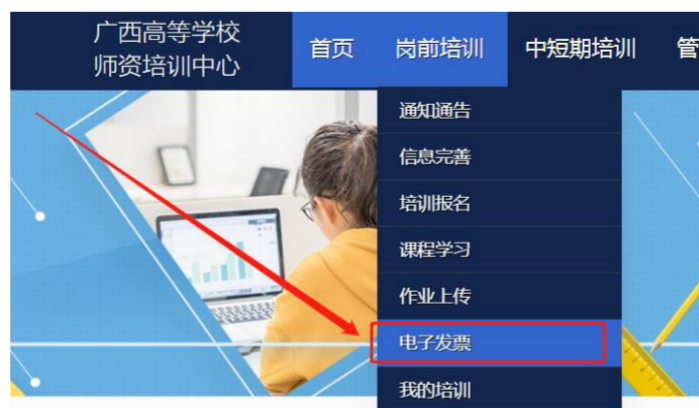 广西高等学校
师资培训中心
首页 岗前培训 中短期培训 管
通知通告
信息完善
培训报名
课程学习
作业上传
电子发票
我的培训